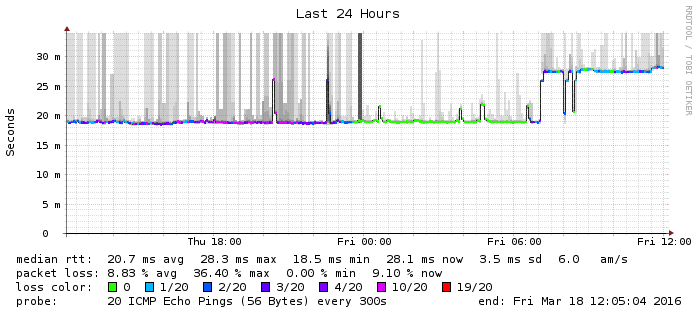 Last 24 Hours
RRDTOOL / TOBI OETIKER
Seconds
30 m
25 m
20 m
15 m
10 m
5 m
0
Thu 18:00 Fri 00:00 Fri 06:00 Fri 12:00
median rtt: 20.7 ms avg 28.3 ms max 18.5 ms min 28.1 ms now 3.5 ms sd 6.0 am/s
packet loss: 8.83 % avg 36.40 % max 0.00 % min 9.10 % now
loss color: 0 1/20 2/20 3/20 4/20 10/20 19/20
probe: 20 ICMP Echo Pings (56 Bytes) every 300s end: Fri Mar 18 12:05:04 2016